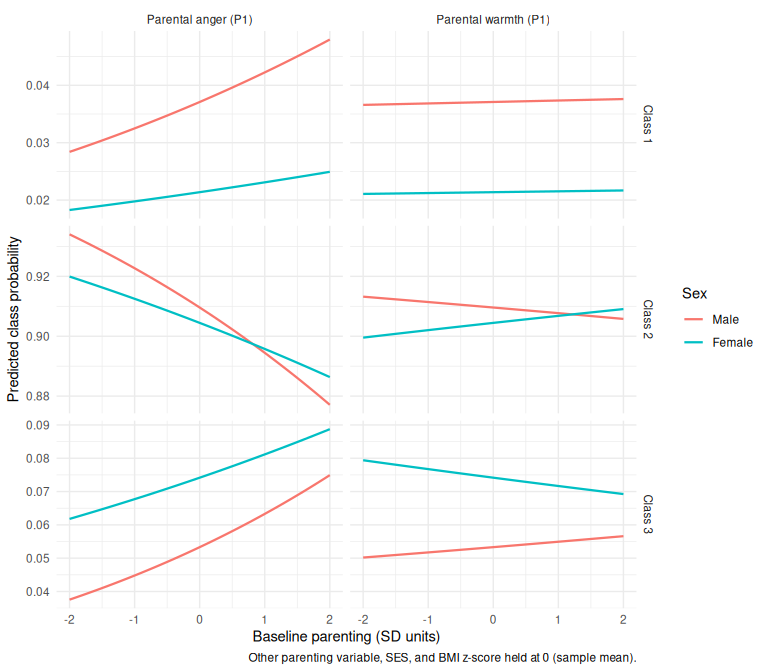 Parental anger (P1)
Parental warmth (P1)
0.04
0.03
0.02
Class 1
0.92
0.90
0.88
Class 2
0.09
0.08
0.07
0.06
0.05
0.04
Class 3
Predicted class probability
-2 -1 0 1 2
-2 -1 0 1 2
Baseline parenting (SD units)
Other parenting variable, SES, and BMI z-score held at 0 (sample mean).
Sex
Male
Female